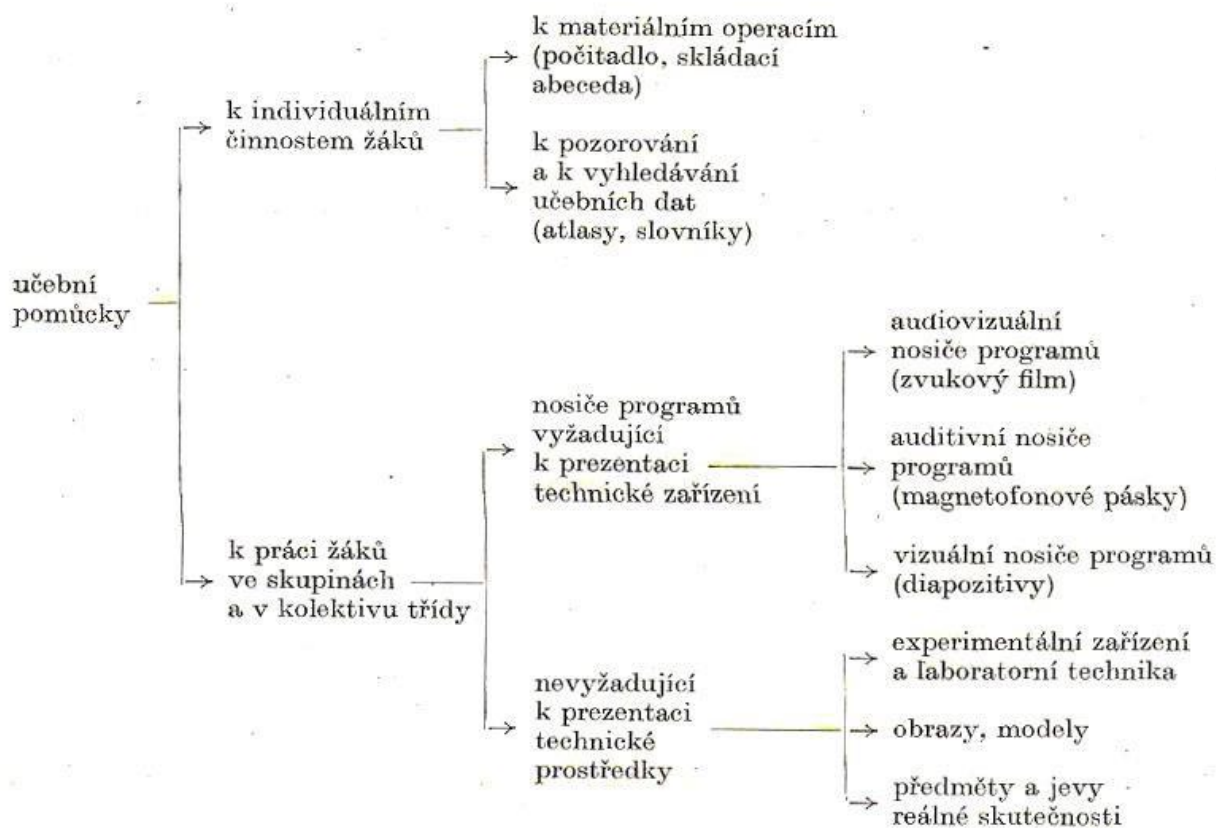 učební
pomůcky
k individuálním
činnostem žáků
k materiálním operacím
(počitadlo, skládací
abeceda)
k pozorování
a k vyhledávání
učebních dat
(atlasy, slovníky)
k práci žáků
ve skupinách
a v kolektivu třídy
nosiče programů
vyžadující
k prezentaci
technické zařízení
audiovizuální
nosiče programů
(zvukový film)
auditivní nosiče
programů
(magnetofonové pásky)
vizuální nosiče programů
(diapozitivy)
nevyžadující
k prezentaci
technické
prostředky
experimentální zařízení
a laboratorní technika
obrazy, modely
předměty a jevy
reálné skutečnosti